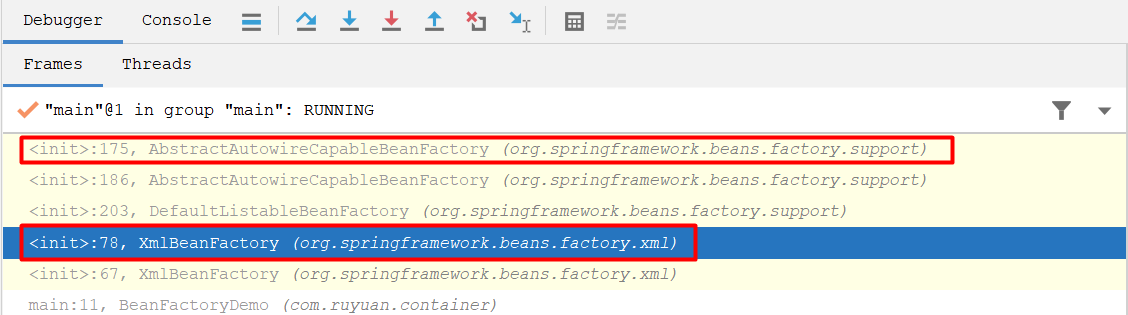 Debugger Console
Frames Threads
"main"@1 in group "main": RUNNING
<init>:175, AbstractAutowireCapableBeanFactory (org.springframework.beans.factory.support)
<init>:186, AbstractAutowireCapableBeanFactory (org.springframework.beans.factory.support)
<init>:203, DefaultListableBeanFactory (org.springframework.beans.factory.support)
<init>:78, XmlBeanFactory (org.springframework.beans.factory.xml)
<init>:67, XmlBeanFactory (org.springframework.beans.factory.xml)
main:11, BeanFactoryDemo (com.ruyuan.container)